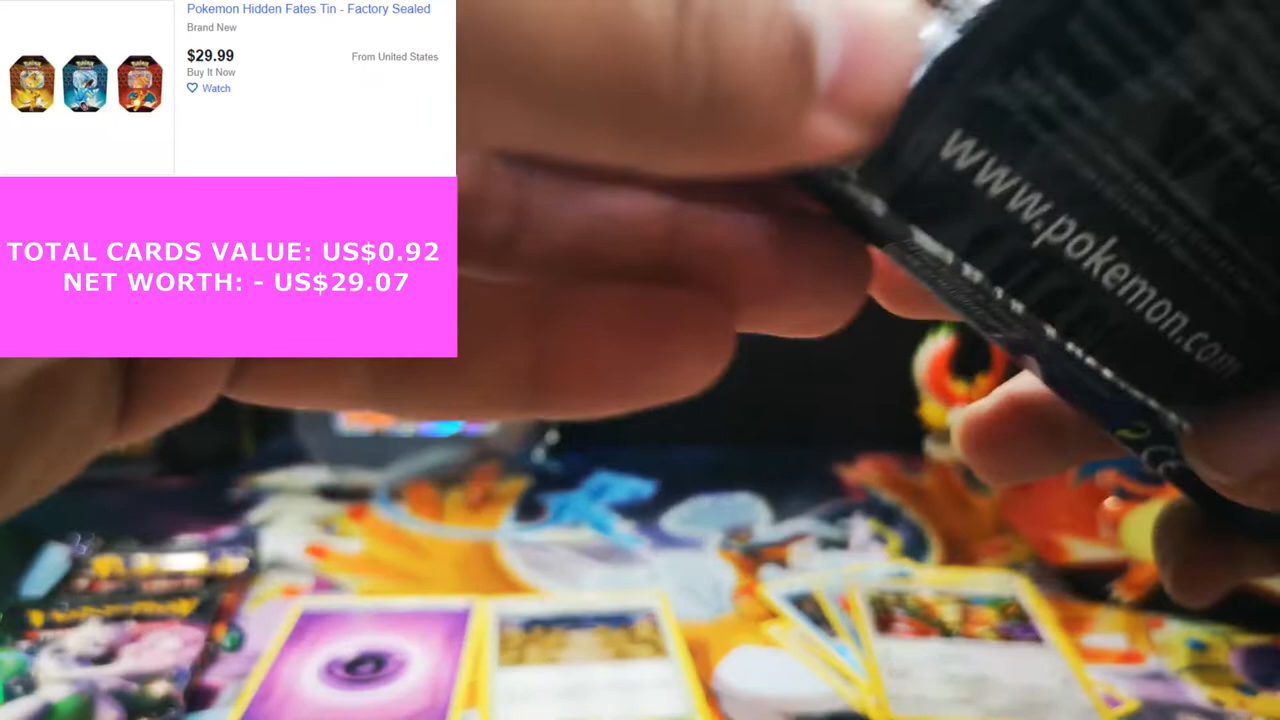 Pokemon Hidden Fates Tin - Factory Sealed
Brand New
$29.99
From United States
Buy It Now
Watch
TOTAL CARDS VALUE: US$0.92
NET WORTH: - US$29.07
www.pokemon.com